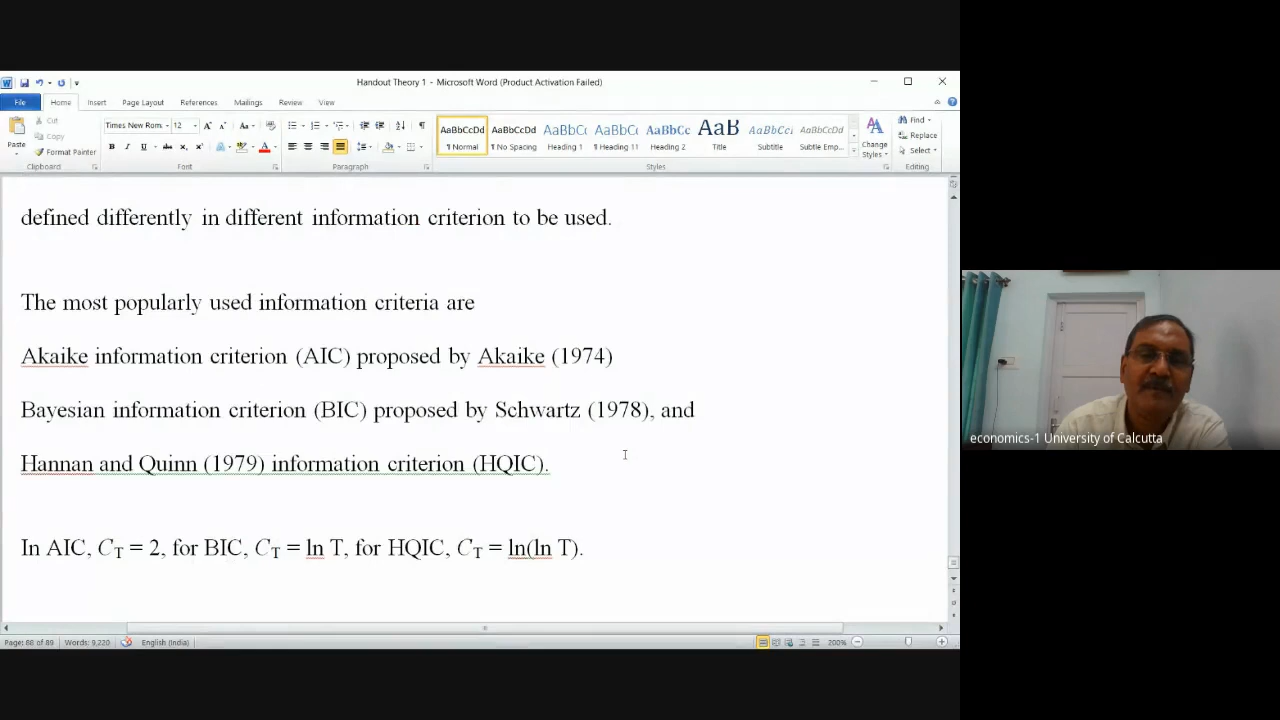 Handout Theory 1 - Microsoft Word (Product Activation Failed)
File Home Insert Page Layout References Mailings Review View
Cut
Copy
Format Painter
Paste
Clipboard
Times New Rom 12
Font
Paragraph
AaBbCcDd AaBbCcDd AaBbCc AaBbCc AaBbCc AaB AaBbCcI AaBbCcDd
¶ Normal ¶ No Spacing Heading 1 ¶ Heading 11 Heading 2 Title Subtitle Subtle Emp...
Styles
Change Styles
Find
Replace
Select
Editing
defined differently in different information criterion to be used.
The most popularly used information criteria are
Akaike information criterion (AIC) proposed by Akaike (1974)
Bayesian information criterion (BIC) proposed by Schwartz (1978), and
Hannan and Quinn (1979) information criterion (HQIC).
In AIC, C_T = 2, for BIC, C_T = ln T, for HQIC, C_T = ln(ln T).
economics-1 University of Calcutta
Page: 88 of 89 Words: 9,220 English (India) 200%